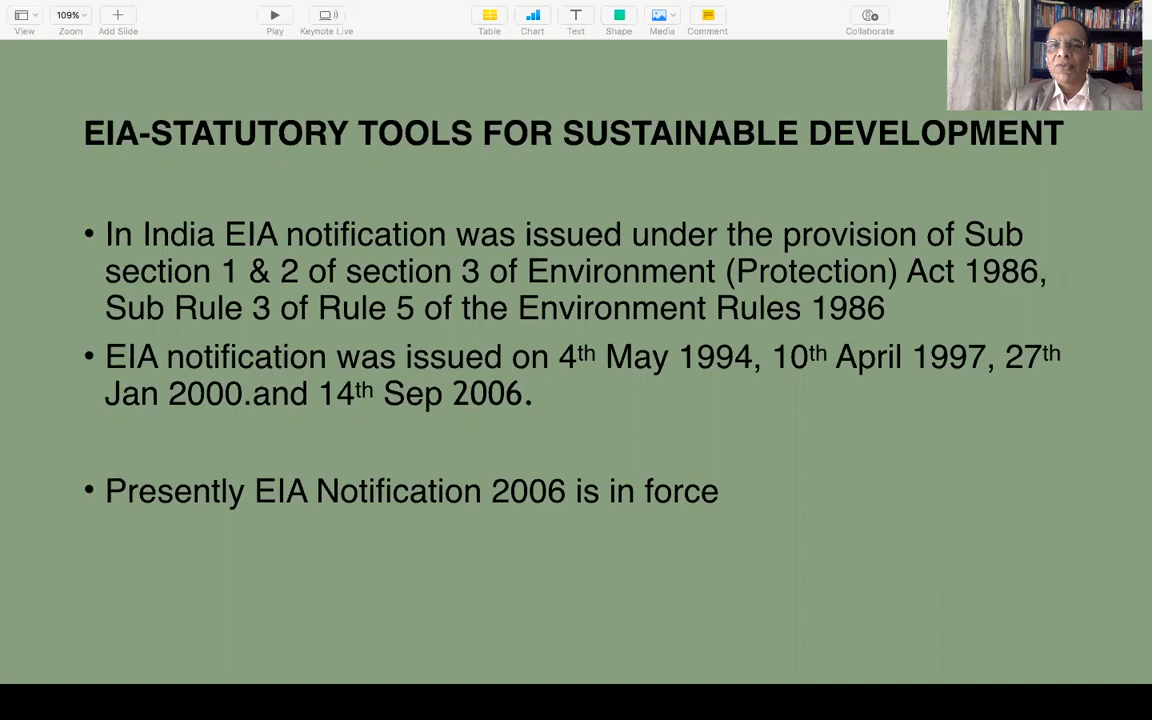 109%
View
Zoom
Add Slide
Play
Keynote Live
Table
Chart
Text
Shape
Media
Comment
Collaborate
EIA-STATUTORY TOOLS FOR SUSTAINABLE DEVELOPMENT
• In India EIA notification was issued under the provision of Sub
section 1 & 2 of section 3 of Environment (Protection) Act 1986,
Sub Rule 3 of Rule 5 of the Environment Rules 1986
• EIA notification was issued on 4th May 1994, 10th April 1997, 27th
Jan 2000.and 14th Sep 2006.
• Presently EIA Notification 2006 is in force